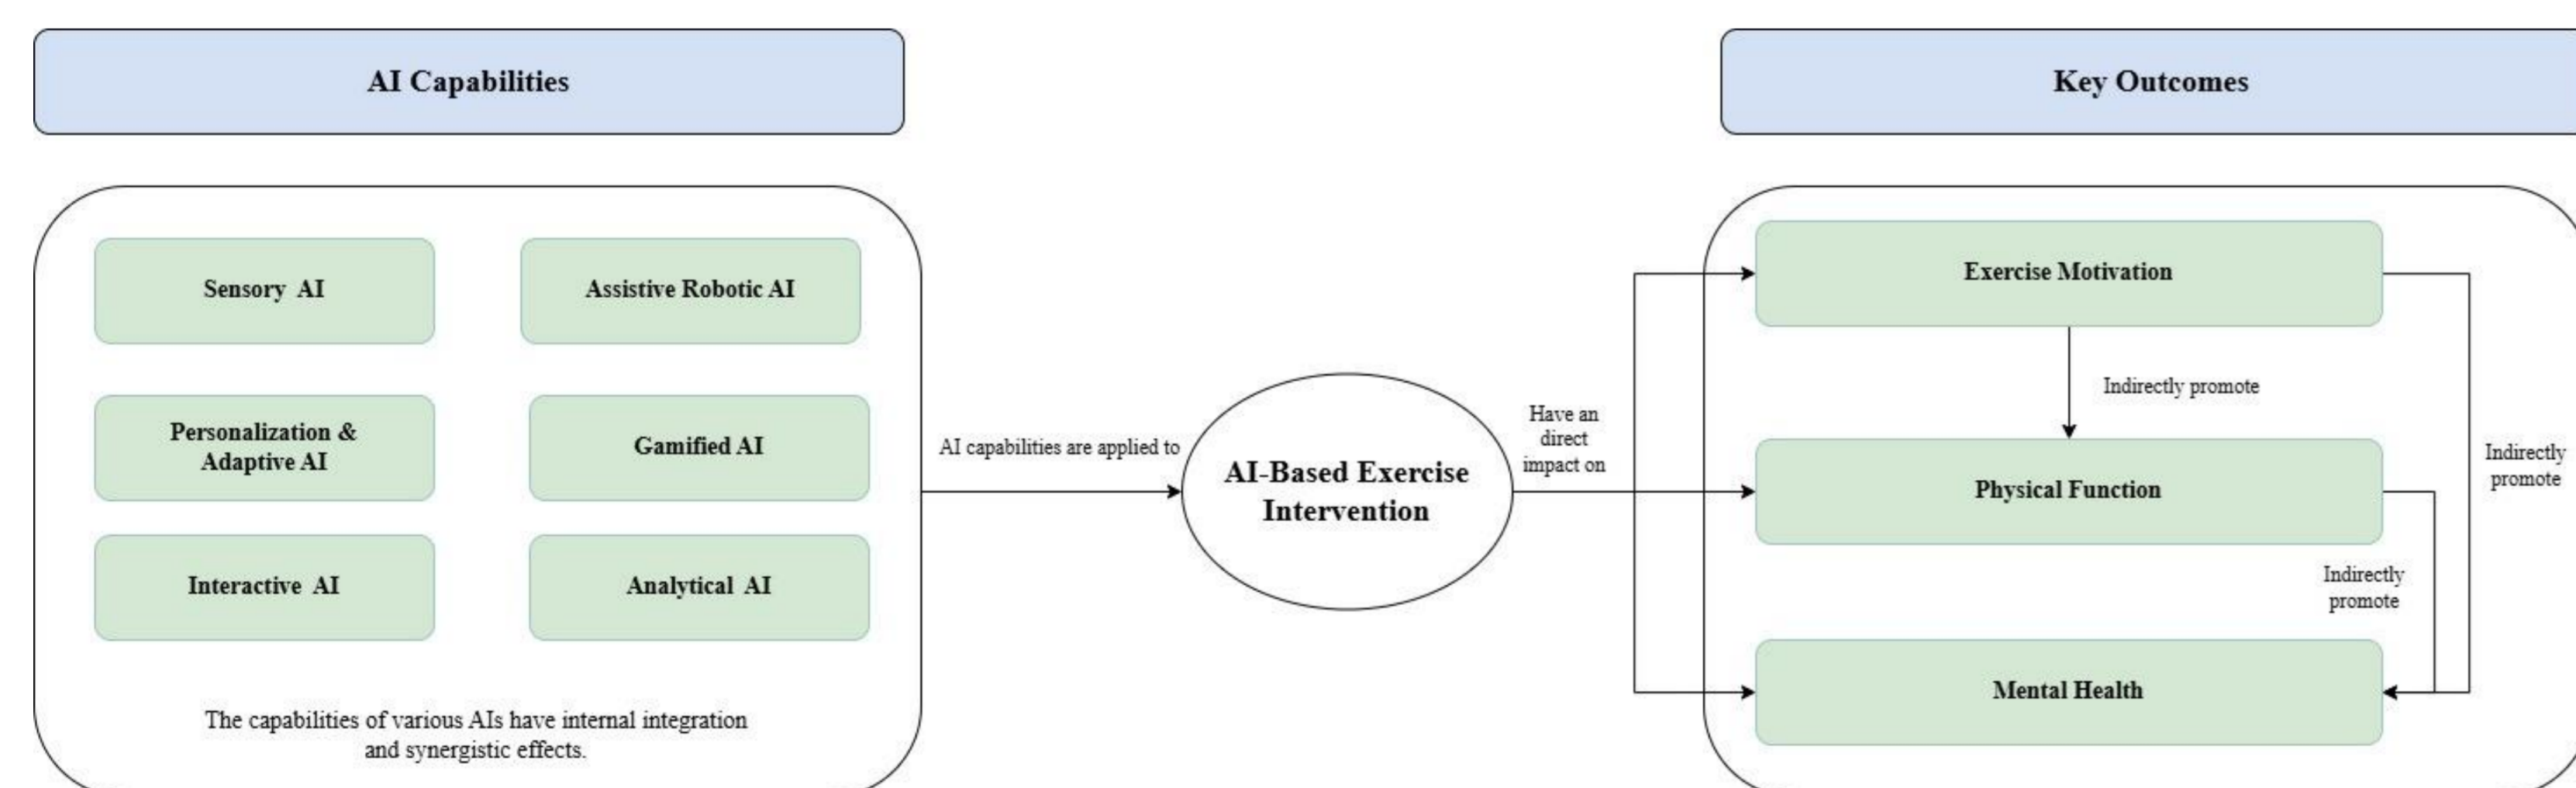 AI Capabilities
Key Outcomes
Sensory AI
Assistive Robotic AI
Personalization &
Adaptive AI
Gamified AI
Interactive AI
Analytical AI
The capabilities of various AIs have internal integration
and synergistic effects.
AI capabilities are applied to
AI-Based Exercise
Intervention
Have an
direct
impact on
Exercise Motivation
Indirectly promote
Physical Function
Indirectly
promote
Indirectly
promote
Mental Health